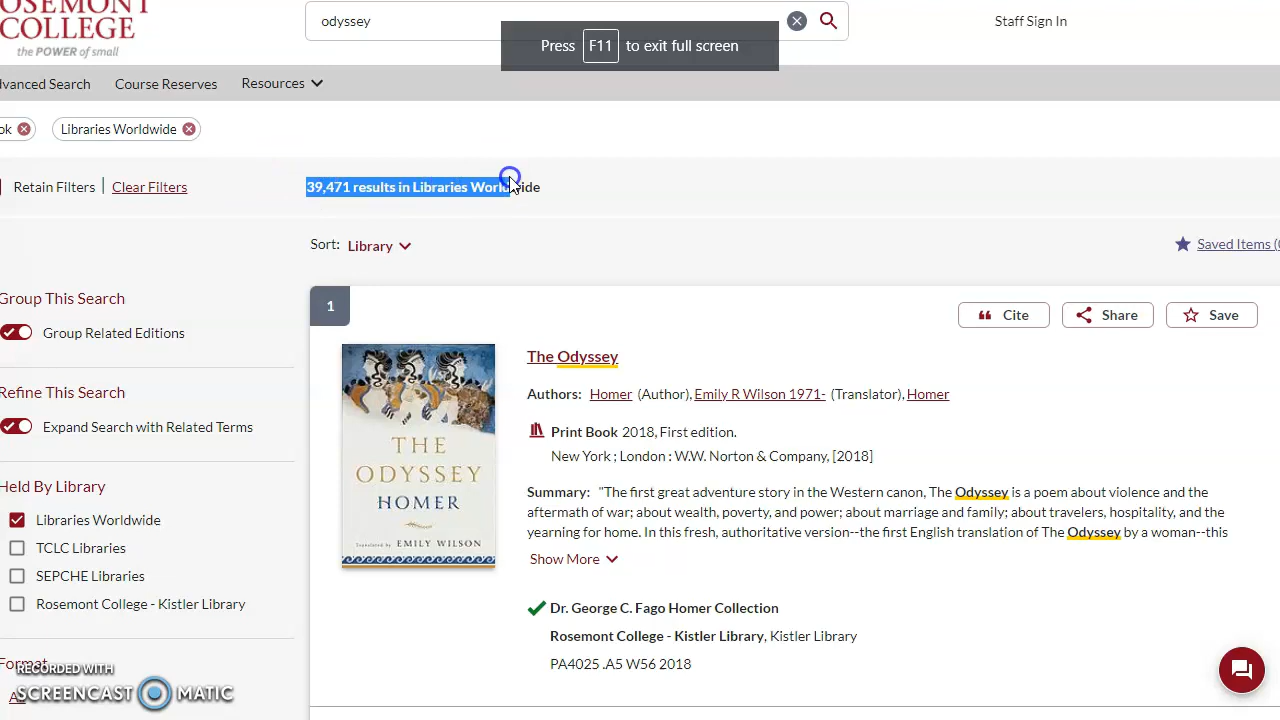 ROSEMONT
COLLEGE
the POWER of small
odyssey
Staff Sign In
Press F11 to exit full screen
dvanced Search
Course Reserves
Resources
ok
Libraries Worldwide
Retain Filters
Clear Filters
39,471 results in Libraries Worldwide
Sort: Library
Saved Items (
Group This Search
Group Related Editions
Refine This Search
Expand Search with Related Terms
Held By Library
Libraries Worldwide
TCLC Libraries
SEPCHE Libraries
Rosemont College - Kistler Library
Format
RECORDED WITH
SCREENCAST MATIC
1
Cite
Share
Save
THE
ODYSSEY
HOMER
Translated by EMILY WILSON
The Odyssey
Authors: Homer (Author), Emily R Wilson 1971- (Translator), Homer
Print Book 2018, First edition.
New York ; London : W.W. Norton & Company, [2018]
Summary: "The first great adventure story in the Western canon, The Odyssey is a poem about violence and the
aftermath of war; about wealth, poverty, and power; about marriage and family; about travelers, hospitality, and the
yearning for home. In this fresh, authoritative version--the first English translation of The Odyssey by a woman--this
Show More
Dr. George C. Fago Homer Collection
Rosemont College - Kistler Library, Kistler Library
PA4025 .A5 W56 2018